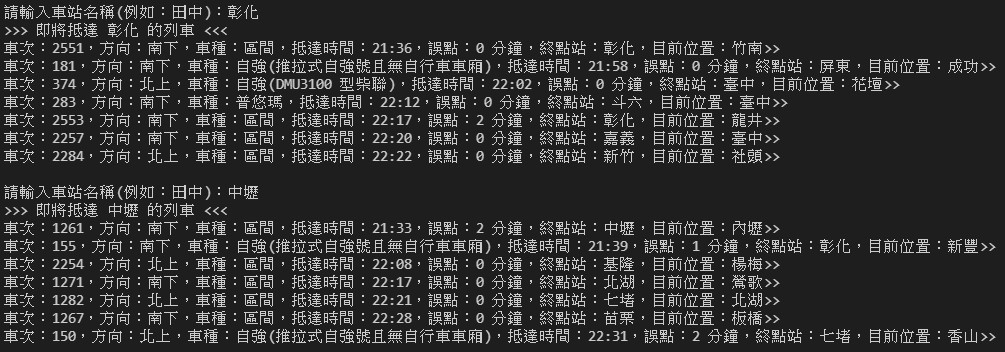 請輸入車站名稱(例如：田中)：彰化
>>> 即將抵達 彰化 的列車 <<<
車次：2551，方向：南下，車種：區間，抵達時間：21:36，誤點：0 分鐘，終點站：彰化，目前位置：竹南>>
車次：181，方向：南下，車種：自強(推拉式自強號且無自行車車廂)，抵達時間：21:58，誤點：0 分鐘，終點站：屏東，目前位置：成功>>
車次：374，方向：北上，車種：自強(DMU3100 型柴聯)，抵達時間：22:02，誤點：0 分鐘，終點站：臺中，目前位置：花壇>>
車次：283，方向：南下，車種：普悠瑪，抵達時間：22:12，誤點：0 分鐘，終點站：斗六，目前位置：臺中>>
車次：2553，方向：南下，車種：區間，抵達時間：22:17，誤點：2 分鐘，終點站：彰化，目前位置：龍井>>
車次：2257，方向：南下，車種：區間，抵達時間：22:20，誤點：0 分鐘，終點站：嘉義，目前位置：臺中>>
車次：2284，方向：北上，車種：區間，抵達時間：22:22，誤點：0 分鐘，終點站：新竹，目前位置：社頭>>
請輸入車站名稱(例如：田中)：中壢
>>> 即將抵達 中壢 的列車 <<<
車次：1261，方向：南下，車種：區間，抵達時間：21:33，誤點：2 分鐘，終點站：中壢，目前位置：內壢>>
車次：155，方向：南下，車種：自強(推拉式自強號且無自行車車廂)，抵達時間：21:39，誤點：1 分鐘，終點站：彰化，目前位置：新豐>>
車次：2254，方向：北上，車種：區間，抵達時間：22:08，誤點：0 分鐘，終點站：基隆，目前位置：楊梅>>
車次：1271，方向：南下，車種：區間，抵達時間：22:17，誤點：0 分鐘，終點站：北湖，目前位置：鶯歌>>
車次：1282，方向：北上，車種：區間，抵達時間：22:21，誤點：0 分鐘，終點站：七堵，目前位置：北湖>>
車次：1267，方向：南下，車種：區間，抵達時間：22:28，誤點：0 分鐘，終點站：苗栗，目前位置：板橋>>
車次：150，方向：北上，車種：自強(推拉式自強號且無自行車車廂)，抵達時間：22:31，誤點：2 分鐘，終點站：七堵，目前位置：香山>>